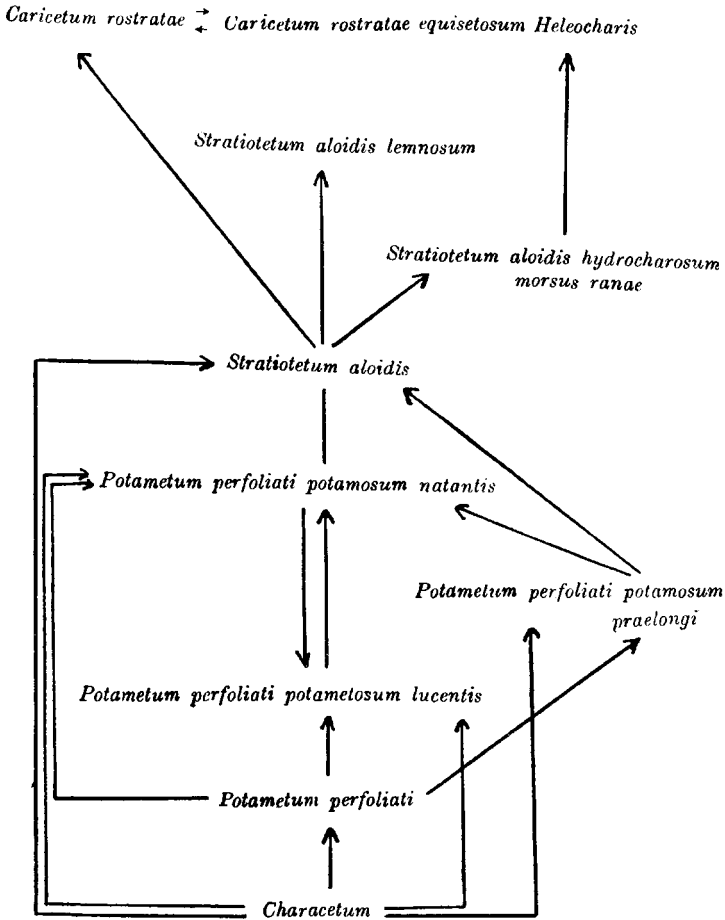 Caricetum rostratae ⇄ Caricetum rostratae equisetosum Heleocharis
Stratiotetum aloidis lemnosum
Stratiotetum aloidis hydrocharosum
morsus ranae
Stratiotetum aloidis
Potametum perfoliati potamosum natantis
Potametum perfoliati potamosum
praelongi
Potametum perfoliati potametosum lucentis
Potametum perfoliati
Characetum